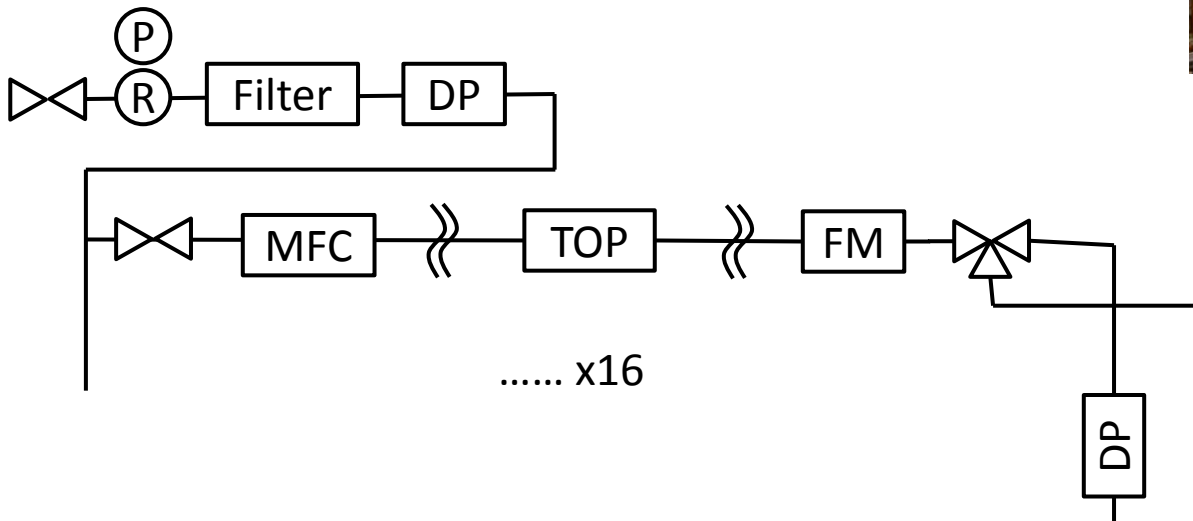 P
R
Filter
DP
MFC
TOP
FM
...... x16
DP